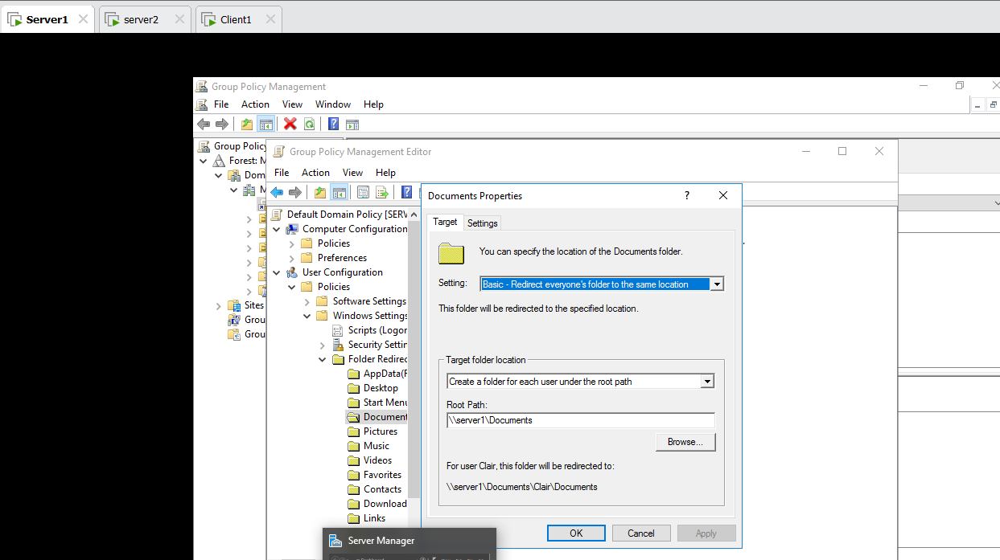 Server1
server2
Client1
Group Policy Management
File Action View Window Help
Group Policy
Forest: M
Dom
M
Sites
Grou
Grou
Group Policy Management Editor
File Action View Help
Default Domain Policy [SERV
Computer Configuration
Policies
Preferences
User Configuration
Policies
Software Settings
Windows Settings
Scripts (Logon
Security Settin
Folder Redirec
AppData(R
Desktop
Start Menu
Document
Pictures
Music
Videos
Favorites
Contacts
Download
Links
Documents Properties
?
Target Settings
You can specify the location of the Documents folder.
Setting: Basic - Redirect everyone's folder to the same location
This folder will be redirected to the specified location.
Target folder location
Create a folder for each user under the root path
Root Path:
\\server1\Documents
Browse...
For user Clair, this folder will be redirected to:
\\server1\Documents\Clair\Documents
OK Cancel Apply
Server Manager